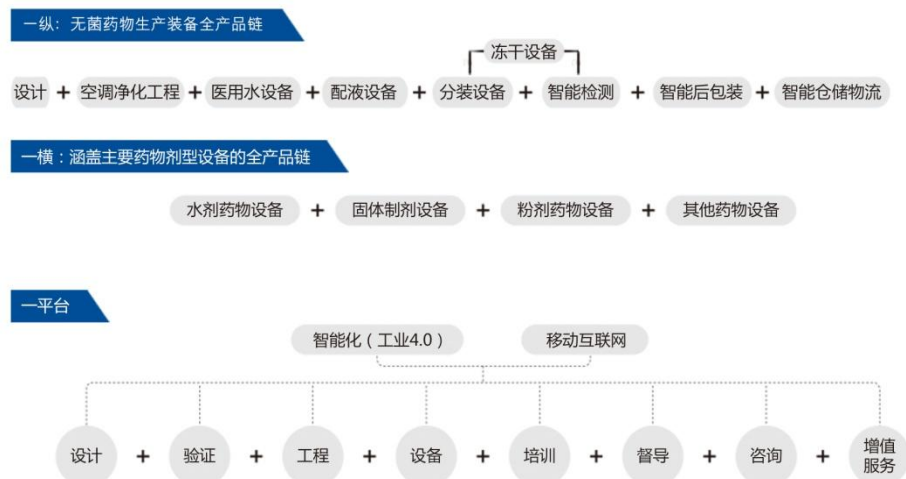 一纵：无菌药物生产装备全产品链
冻干设备
设计 + 空调净化工程 + 医用水设备 + 配液设备 + 分装设备 + 智能检测 + 智能后包装 + 智能仓储物流
一横：涵盖主要药物剂型设备的全产品链
水剂药物设备 + 固体制剂设备 + 粉剂药物设备 + 其他药物设备
一平台
智能化（工业4.0） 移动互联网
设计 + 验证 + 工程 + 设备 + 培训 + 督导 + 咨询 + 增值
服务